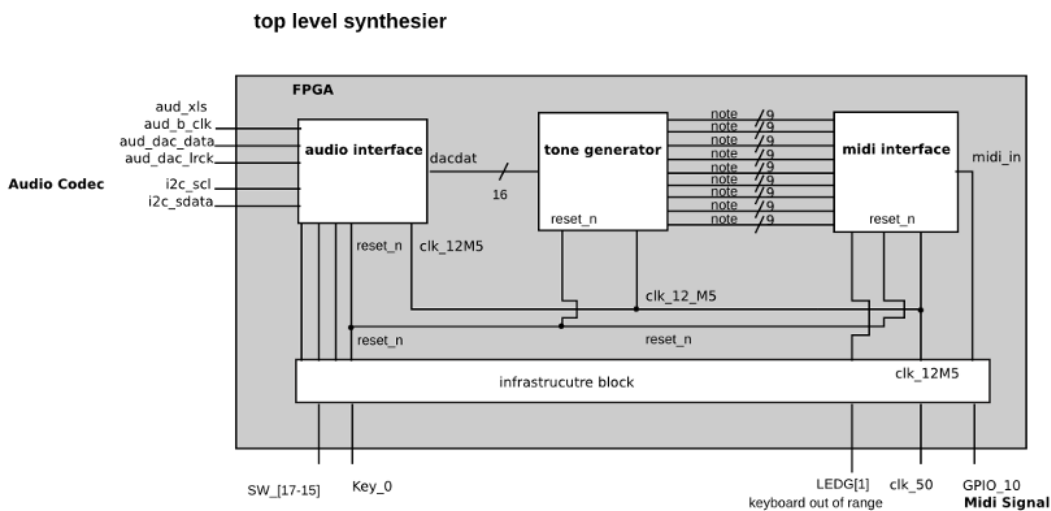 top level synthesier
FPGA
aud_xls
aud_b_clk
aud_dac_data
aud_dac_lrck
Audio Codec
i2c_scl
i2c_sdata
audio interface
dacdat
16
tone generator
reset_n
note 9
note 9
note 9
note 9
note 9
note 9
note 9
note 9
note 9
midi interface
reset_n
midi_in
reset_n
clk_12M5
clk_12_M5
reset_n
reset_n
clk_12M5
infrastrucutre block
SW_[17-15]
Key_0
LEDG[1]
keyboard out of range
clk_50
GPIO_10
Midi Signal